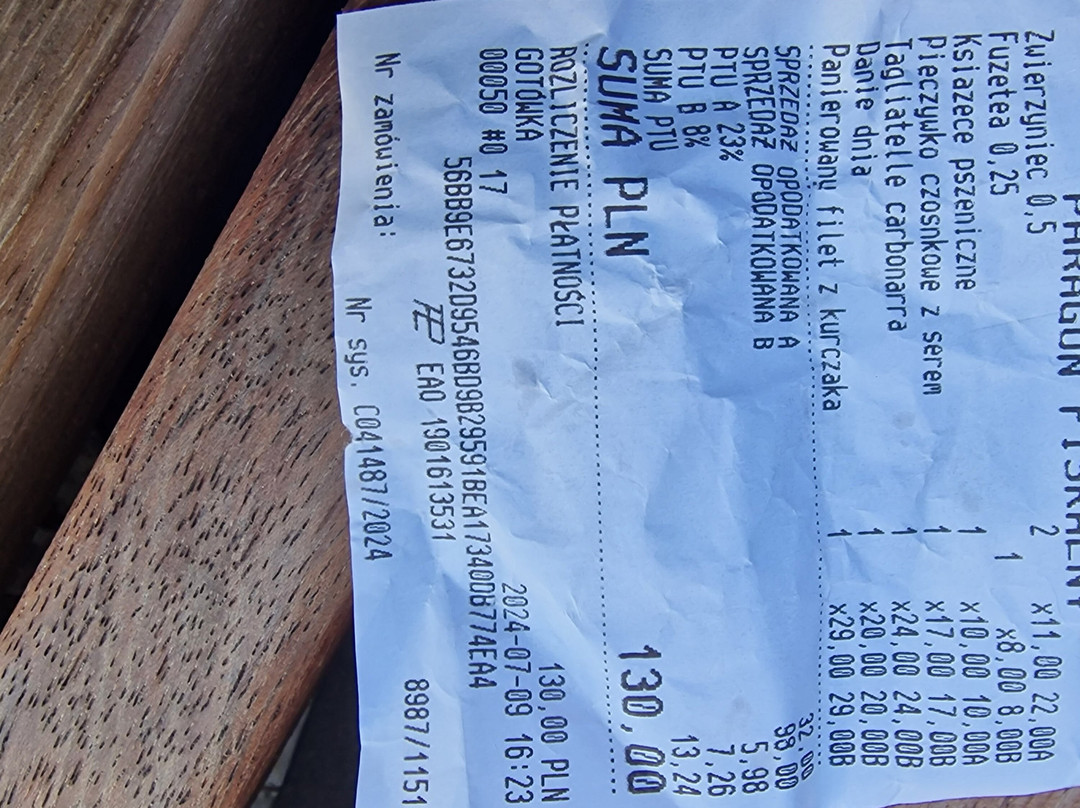 PARAGON FISKALNY
Zwierzyniec 0,5 2 x11,00 22,00A
Fuzetea 0,25 1 x8,00 8,00B
Ksiazece pszeniczne 1 x10,00 10,00A
Pieczywko czosnkowe z serem 1 x17,00 17,00B
Tagliatelle carbonarra 1 x24,00 24,00B
Danie dnia 1 x20,00 20,00B
Panierowany filet z kurczaka 1 x29,00 29,00B
SPRZEDAŻ OPODATKOWANA A 32,00
SPRZEDAŻ OPODATKOWANA B 98,00
PTU A 23% 5,98
PTU B 8% 7,26
SUMA PTU 13,24
SUMA PLN 130,00
ROZLICZENIE PŁATNOŚCI
GOTÓWKA 130,00 PLN
00050 #0 17 2024-07-09 16:23
56BB9E6732D9546BD9B29591BEA173400B774EA4
EAO 1901613531
Nr zamówienia: 8987/1151
Nr sys. C041487/2024